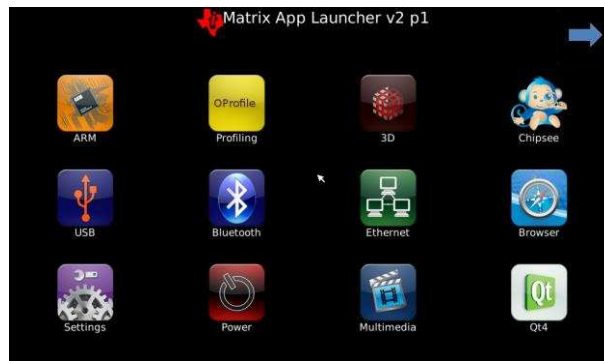 Matrix App Launcher v2 p1
OProfile
ARM
Profiling
3D
Chipsee
USB
Bluetooth
Ethernet
Browser
Qt
Settings
Power
Multimedia
Qt4